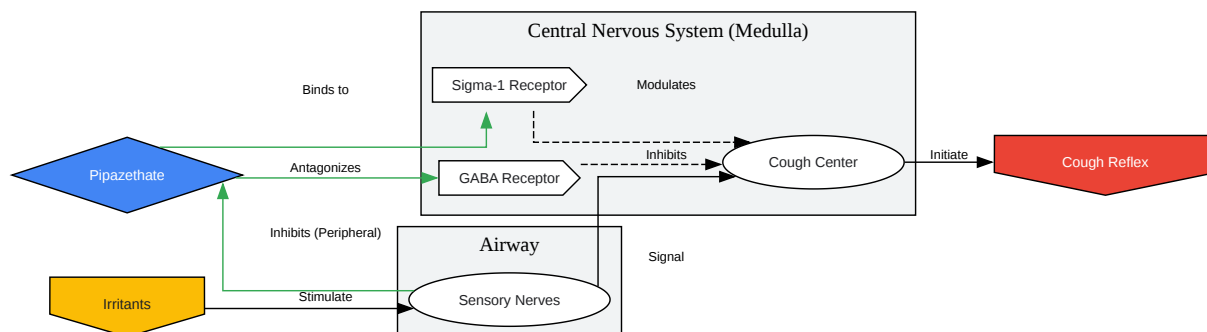 Central Nervous System (Medulla)
Sigma-1 Receptor
Modulates
Binds to
Pipazethate
Antagonizes
GABA Receptor
Inhibits
Cough Center
Initiate
Cough Reflex
Inhibits (Peripheral)
Airway
Signal
Irritants
Stimulate
Sensory Nerves